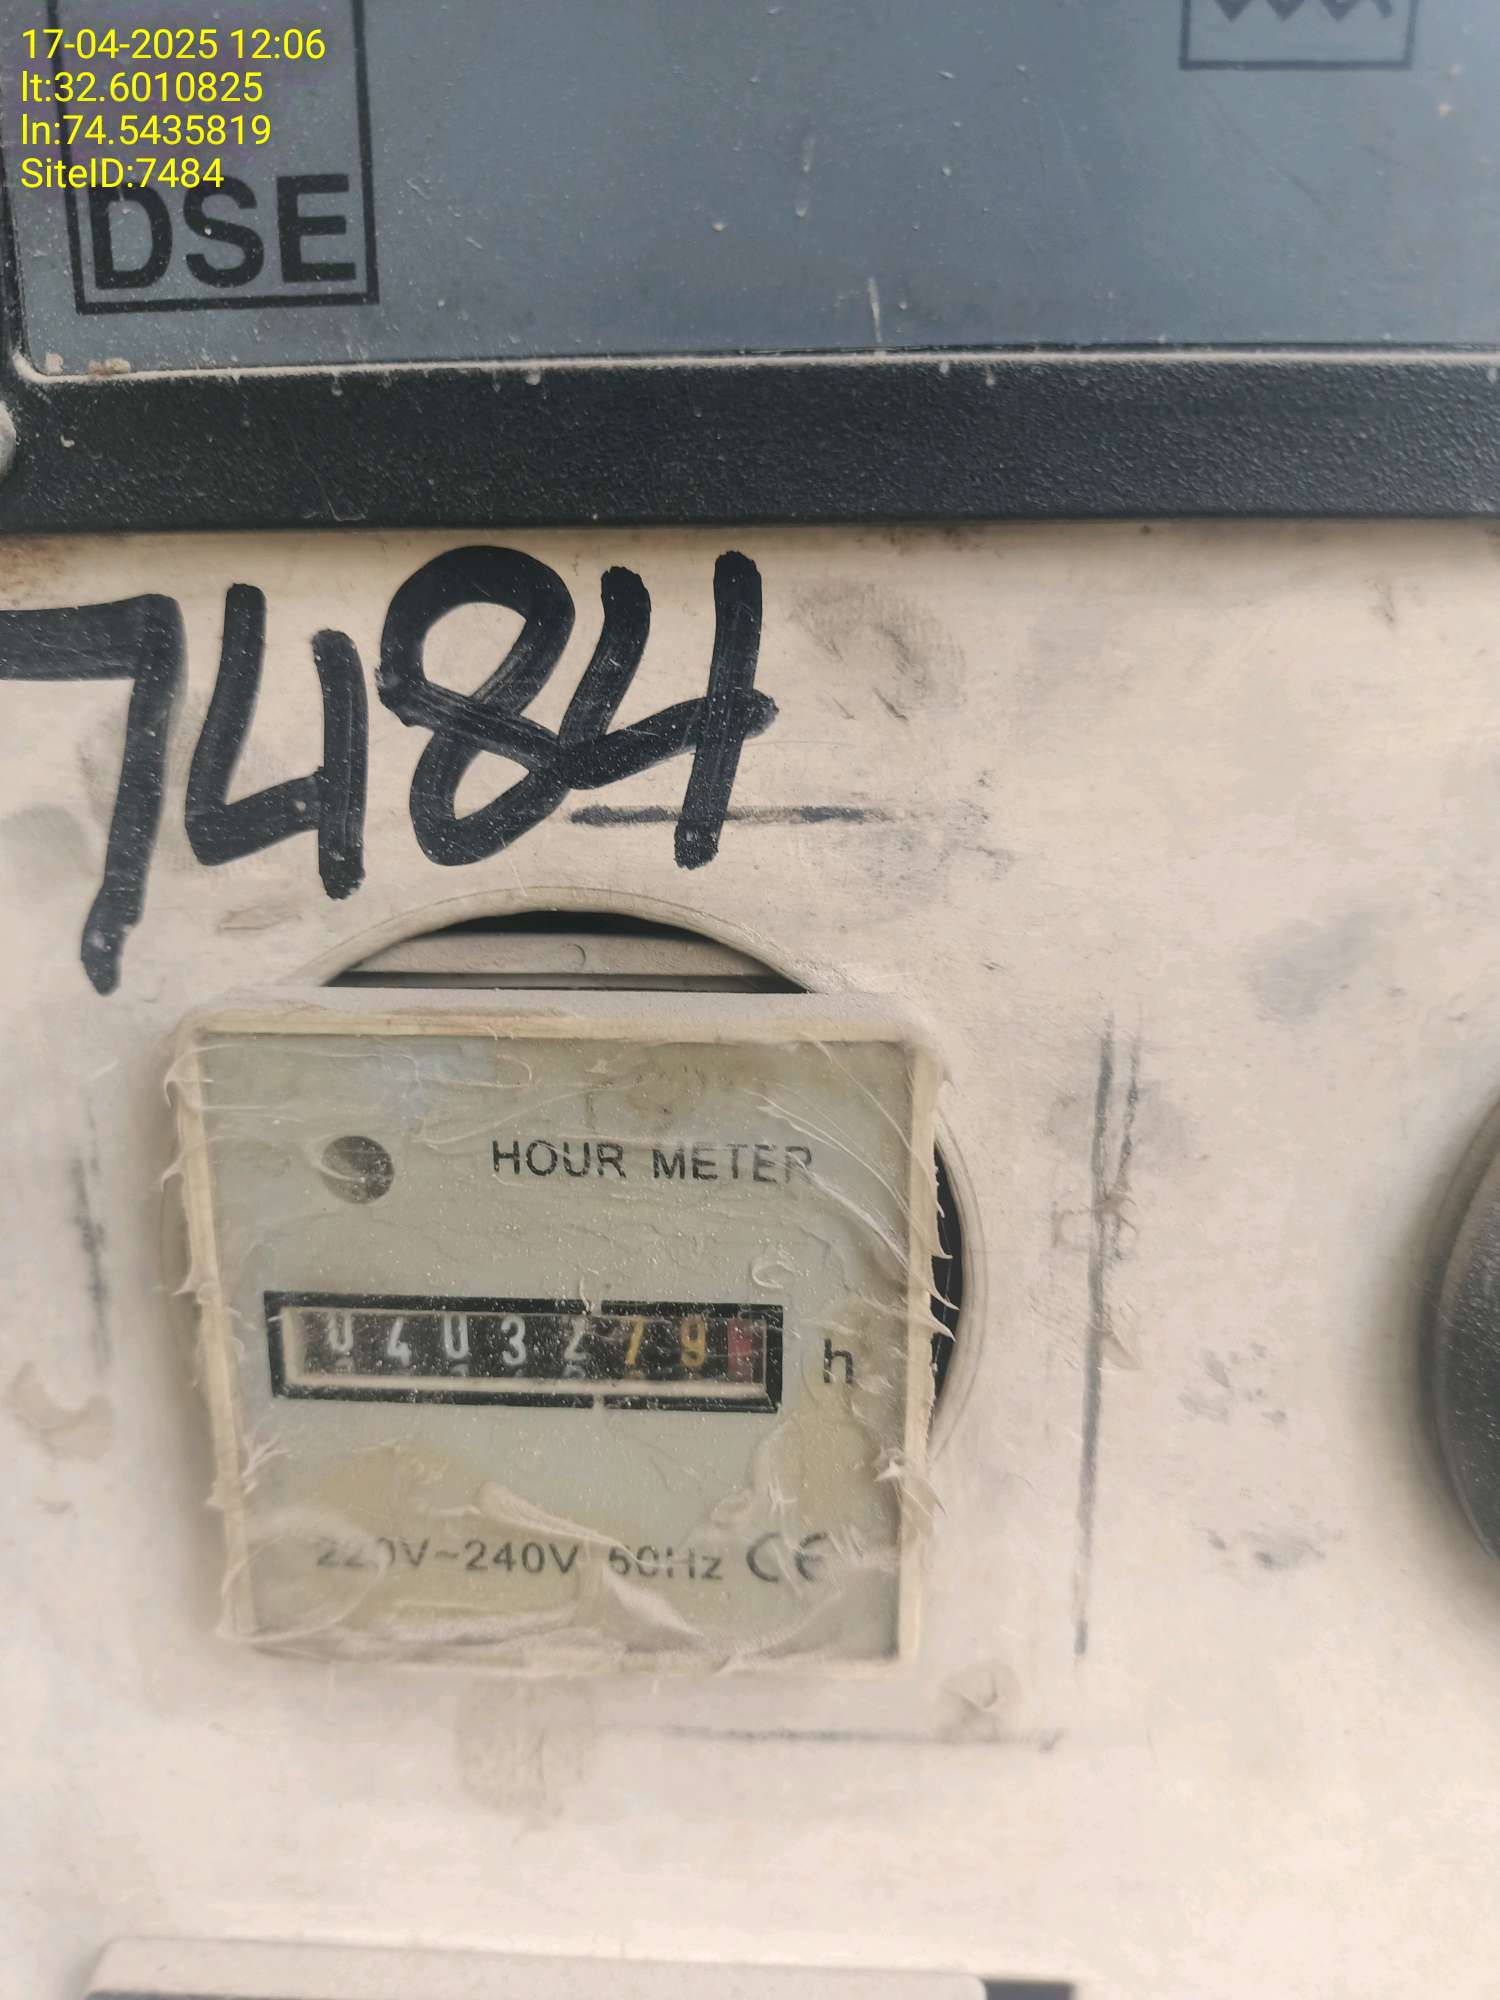 17-04-2025 12:06
lt:32.6010825
ln:74.5435819
SiteID:7484
DSE
7484
HOUR METER
0403279 h
220V~240V 50Hz CE